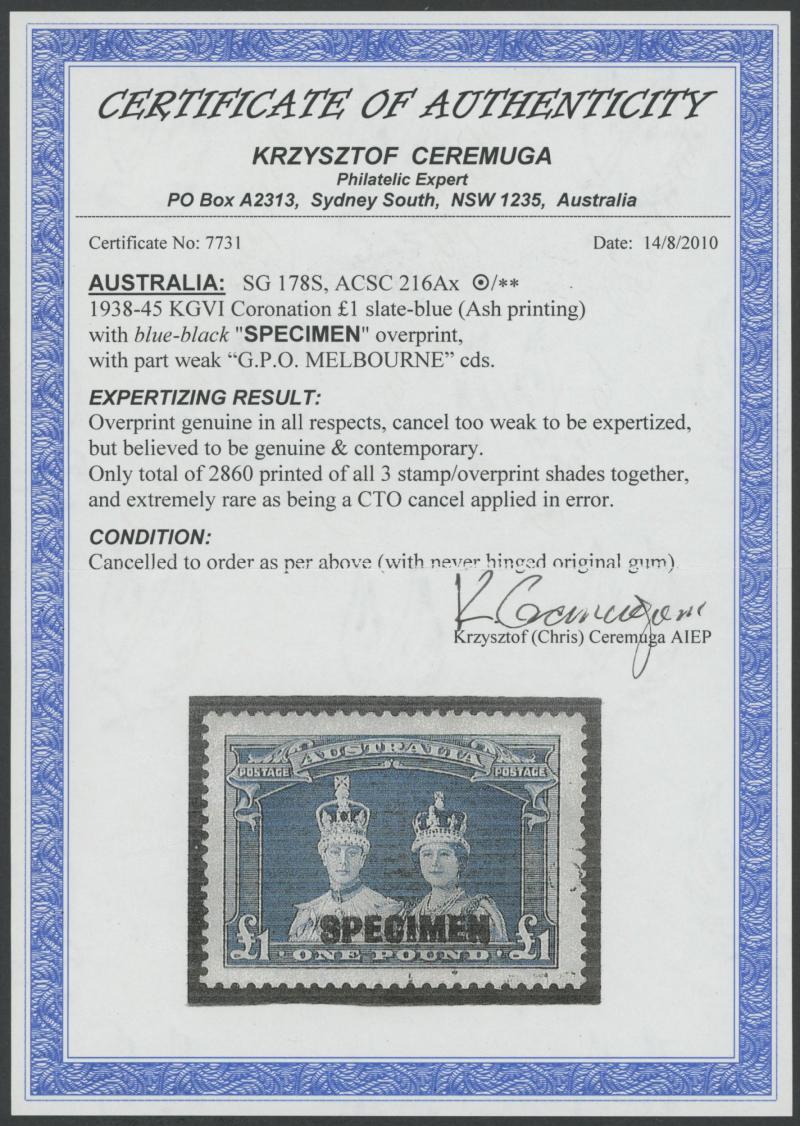 CERTIFICATE OF AUTHENTICITY
KRZYSZTOF CEREMUGA
Philatelic Expert
PO Box A2313, Sydney South, NSW 1235, Australia
Certificate No: 7731 Date: 14/8/2010
AUSTRALIA: SG 178S, ACSC 216Ax ⊙/**
1938-45 KGVI Coronation £1 slate-blue (Ash printing)
with blue-black "SPECIMEN" overprint,
with part weak “G.P.O. MELBOURNE” cds.
EXPERTIZING RESULT:
Overprint genuine in all respects, cancel too weak to be expertized,
but believed to be genuine & contemporary.
Only total of 2860 printed of all 3 stamp/overprint shades together,
and extremely rare as being a CTO cancel applied in error.
CONDITION:
Cancelled to order as per above (with never hinged original gum)
K. Ceremuga
Krzysztof (Chris) Ceremuga AIEP
AUSTRALIA
POSTAGE POSTAGE
SPECIMEN
£1 £1
· ONE POUND ·